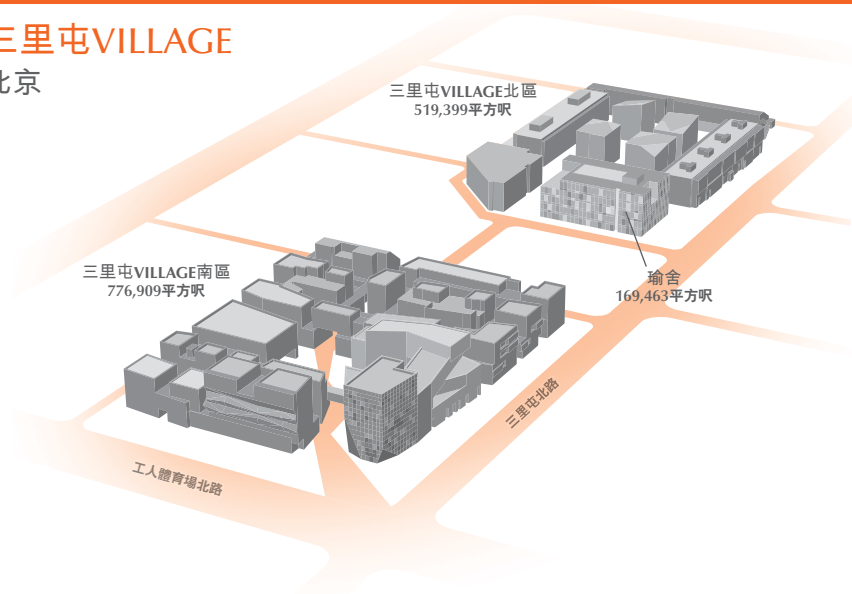 三里屯VILLAGE
北京
三里屯VILLAGE北區
519,399平方呎
三里屯VILLAGE南區
776,909平方呎
瑜舍
169,463平方呎
三里屯北路
工人體育場北路